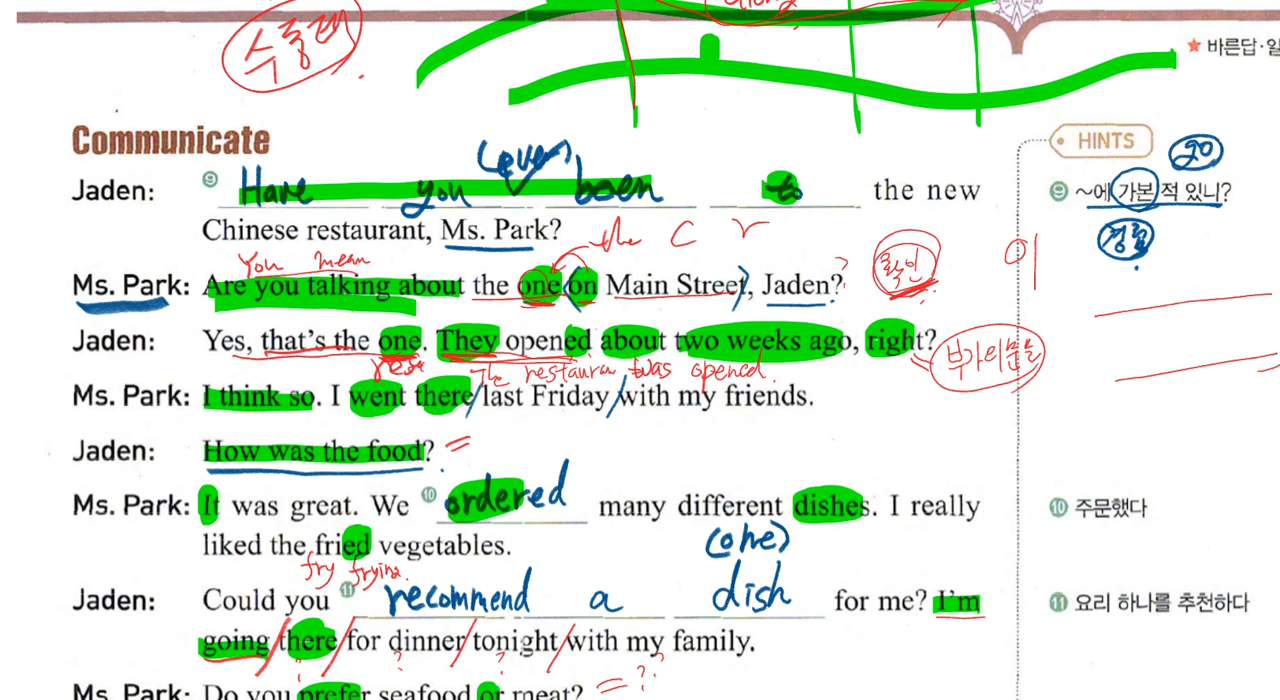 수동태
★ 바른답·알
Communicate
HINTS
(ever)
20
Jaden: ⑨ Have you been to the new
⑨ ~에 가본 적 있니?
Chinese restaurant, Ms. Park?
the C r
경험
You mean
확인
Ms. Park: Are you talking about the one (on Main Street), Jaden?
Jaden: Yes, that's the one. They opened about two weeks ago, right?
The restauran was opened.
부가의문문
Ms. Park: I think so. I went there/last Friday/with my friends.
Jaden: How was the food?
Ms. Park: It was great. We ⑩ ordered many different dishes. I really
⑩ 주문했다
liked the fried vegetables.
(one)
fry frying.
Jaden: Could you ⑪ recommend a dish for me? I'm
⑪ 요리 하나를 추천하다
going/there/for dinner/tonight/with my family.
Ms. Park: Do you prefer seafood or meat?